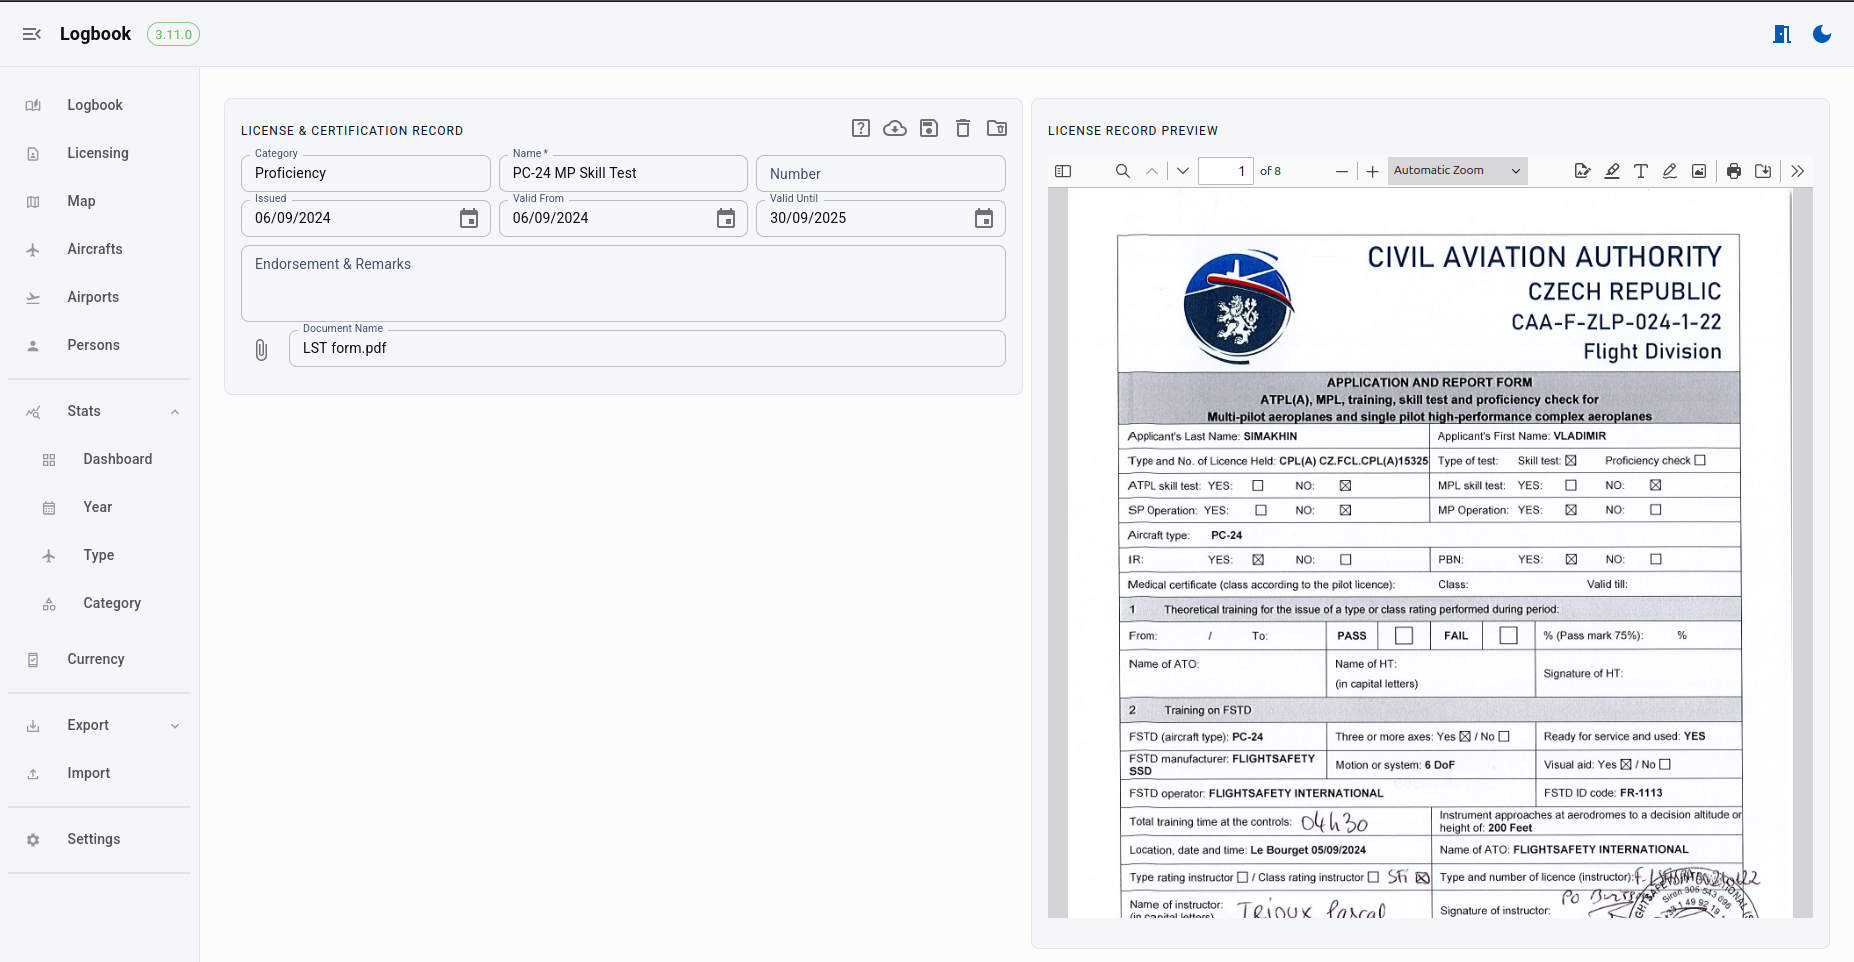 Logbook 3.11.0
Logbook
Licensing
Map
Aircrafts
Airports
Persons
Stats
Dashboard
Year
Type
Category
Currency
Export
Import
Settings
LICENSE & CERTIFICATION RECORD
Category
Proficiency
Name *
PC-24 MP Skill Test
Number
Issued
06/09/2024
Valid From
06/09/2024
Valid Until
30/09/2025
Endorsement & Remarks
Document Name
LST form.pdf
LICENSE RECORD PREVIEW
1 of 8 Automatic Zoom
CIVIL AVIATION AUTHORITY
CZECH REPUBLIC
CAA-F-ZLP-024-1-22
Flight Division
APPLICATION AND REPORT FORM
ATPL(A), MPL, training, skill test and proficiency check for
Multi-pilot aeroplanes and single pilot high-performance complex aeroplanes
Applicant's Last Name: SIMAKHIN Applicant's First Name: VLADIMIR
Type and No. of Licence Held: CPL(A) CZ.FCL.CPL(A)15325 Type of test: Skill test: Proficiency check
ATPL skill test: YES: NO: MPL skill test: YES: NO:
SP Operation: YES: NO: MP Operation: YES: NO:
Aircraft type: PC-24
IR: YES: NO: PBN: YES: NO:
Medical certificate (class according to the pilot licence): Class: Valid till:
1 Theoretical training for the issue of a type or class rating performed during period:
From: / To: PASS FAIL % (Pass mark 75%): %
Name of ATO: Name of HT:
(in capital letters) Signature of HT:
2 Training on FSTD
FSTD (aircraft type): PC-24 Three or more axes: Yes / No Ready for service and used: YES
FSTD manufacturer: FLIGHTSAFETY
SSD Motion or system: 6 DoF Visual aid: Yes / No
FSTD operator: FLIGHTSAFETY INTERNATIONAL FSTD ID code: FR-1113
Total training time at the controls: 04h30 Instrument approaches at aerodromes to a decision altitude or
height of: 200 Feet
Location, date and time: Le Bourget 05/09/2024 Name of ATO: FLIGHTSAFETY INTERNATIONAL
Type rating instructor / Class rating instructor SFi Type and number of licence (instructor):
Name of instructor:
(in capital letters) Trioux Pascal Signature of instructor:
Siren 305 543 696